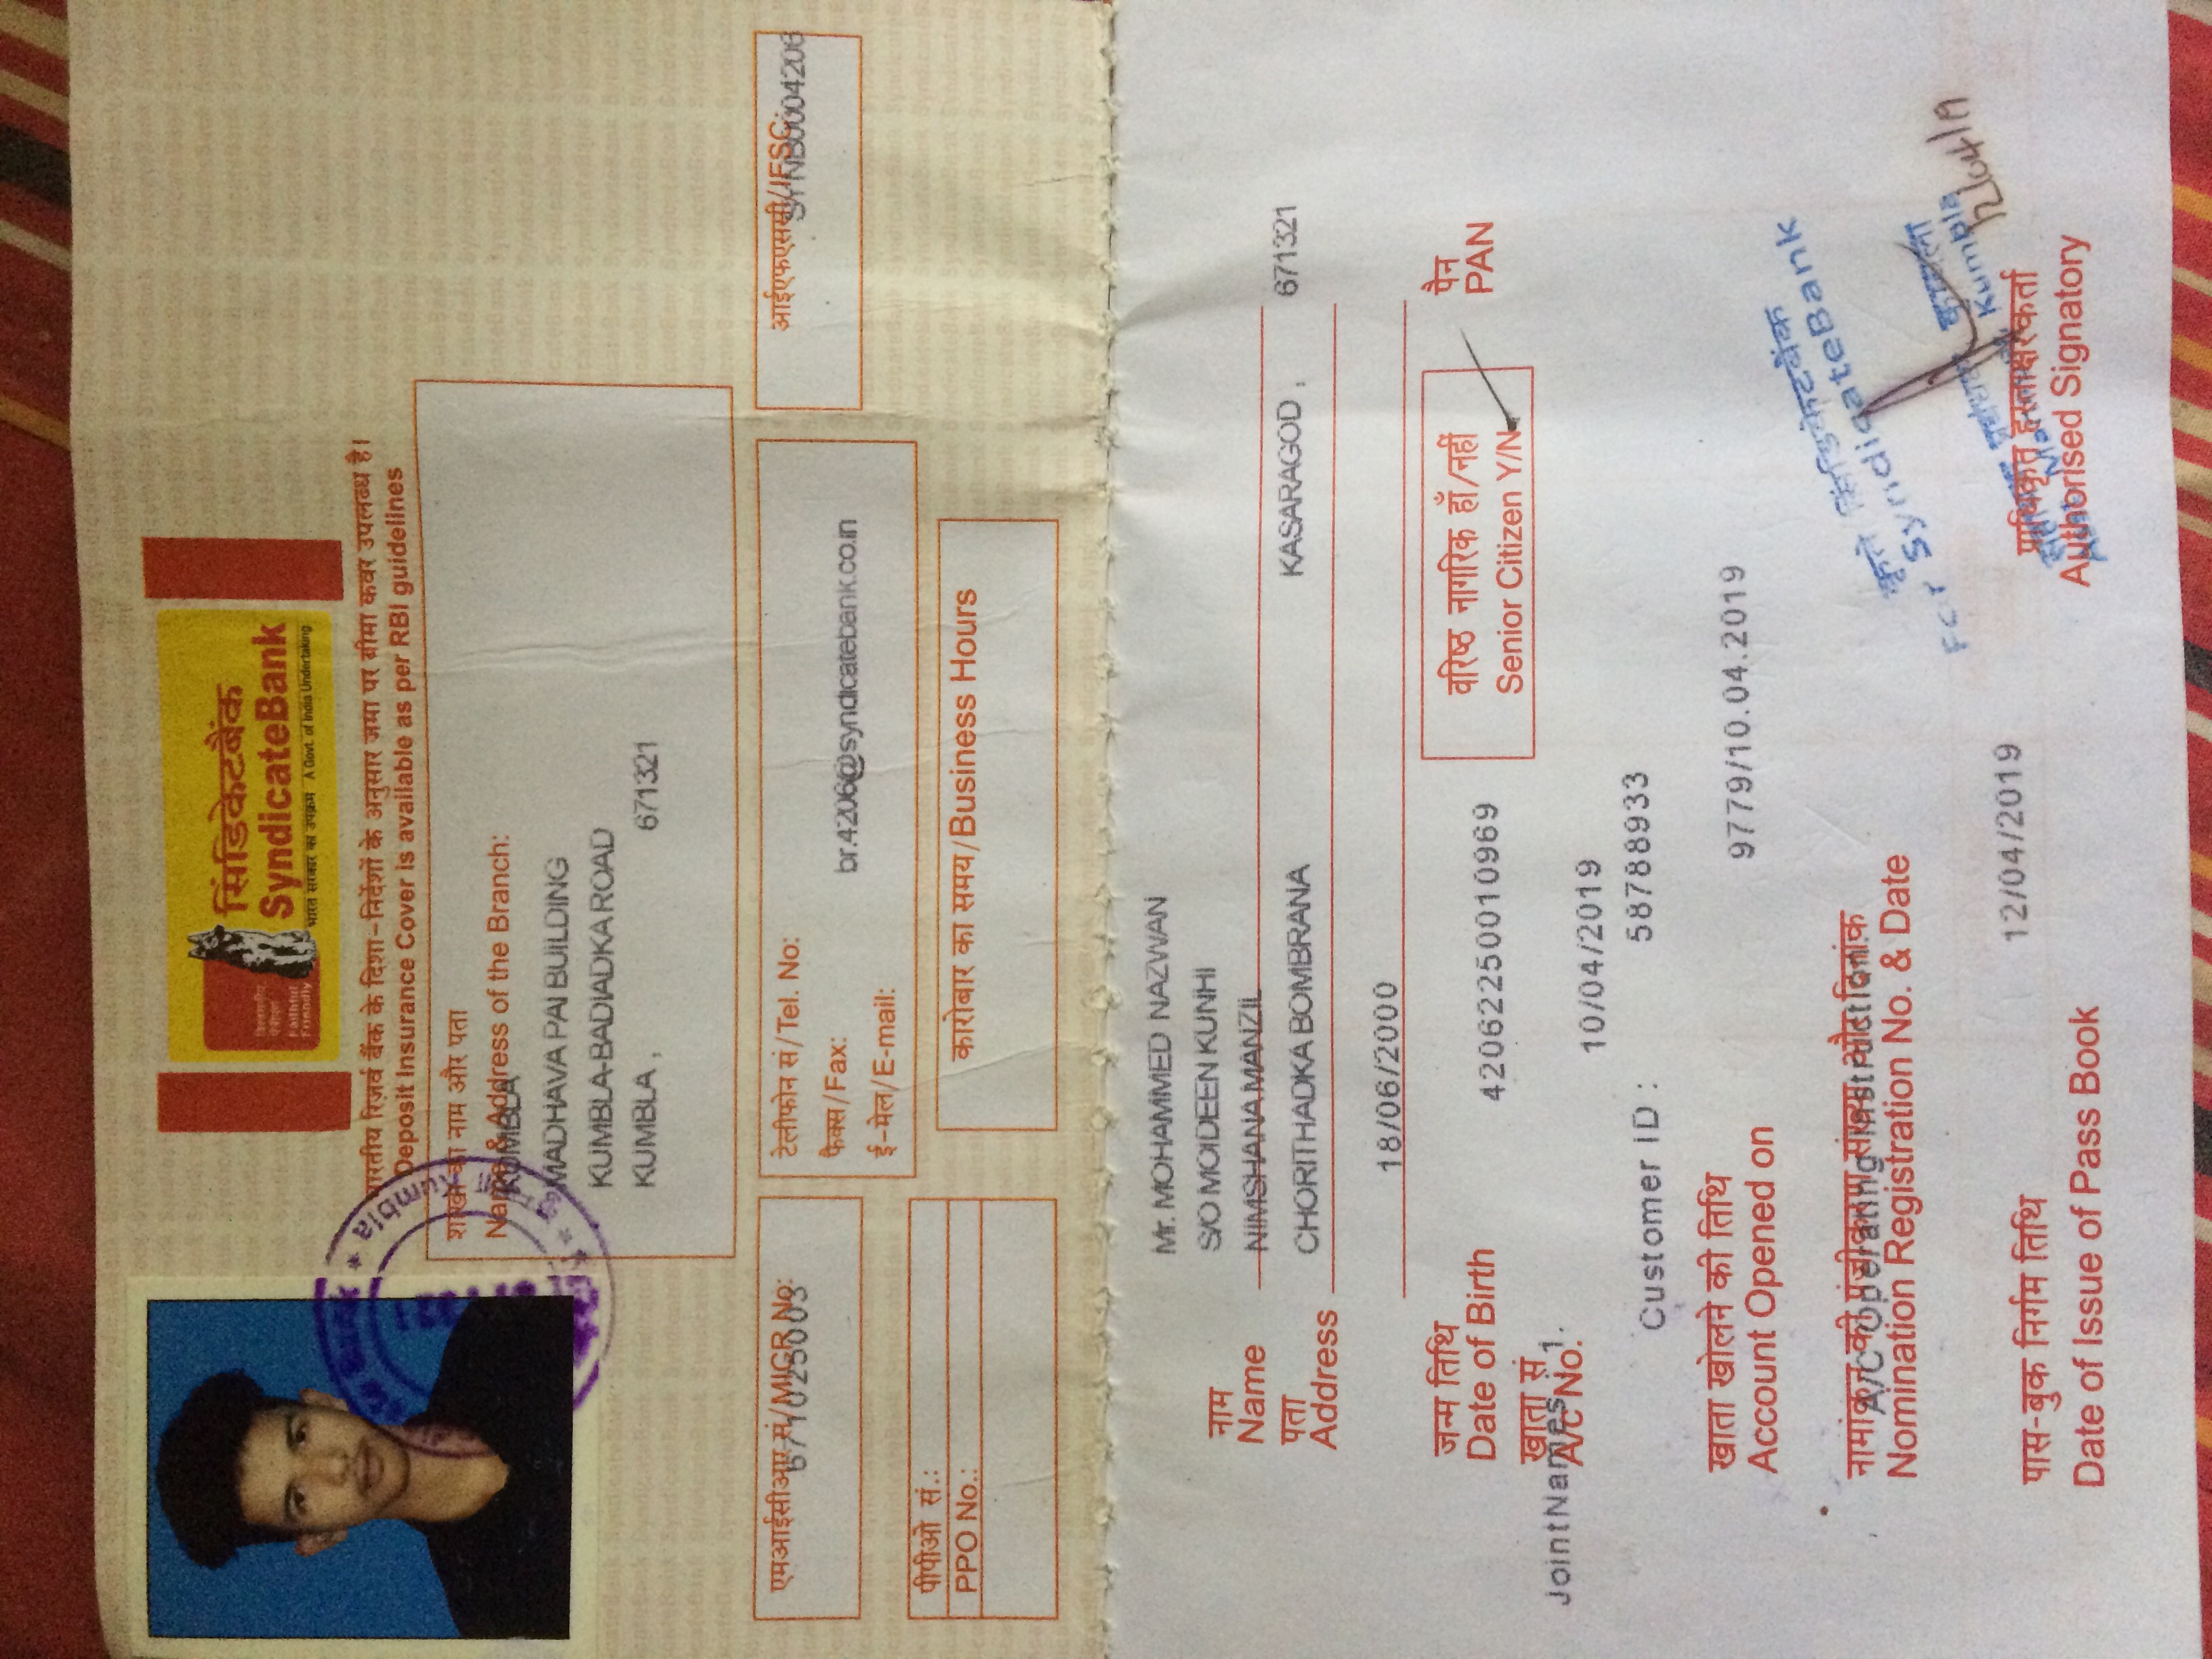 सिंडिकेटबैंक
SyndicateBank
विश्वसनीय
Faithful
Friendly
भारत सरकार का उपक्रम A Govt. of India Undertaking
भारतीय रिज़र्व बैंक के दिशा-निर्देशों के अनुसार जमा पर बीमा कवर उपलब्ध है।
Deposit Insurance Cover is available as per RBI guidelines
Kumbla
शाखा का नाम और पता
Name & Address of the Branch:
KUMBLA
MADHAVA PAI BUILDING
KUMBLA-BADIADKA ROAD
KUMBLA , 671321
एमआईसीआर सं/MICR No:
671025003
टेलीफोन सं/Tel. No:
फैक्स/Fax:
br.4206@syndicatebank.co.in
ई-मेल/E-mail:
आईएफएससी/IFSC:
SYNB0004206
पीपीओ सं.:
PPO No.:
कारोबार का समय/Business Hours
Mr. MOHAMMED NAZWAN
S/O MOIDEEN KUNHI
नाम
Name
NIMSHANA MANZIL
पता
Address
CHORITHADKA BOMBRANA KASARAGOD , 671321
18/06/2000
जन्म तिथि
Date of Birth
42062250010969
वरिष्ठ नागरिक हाँ/नहीं
Senior Citizen Y/N
पैन
PAN
खाता सं.
A/c No.
JointNames : 1.
10/04/2019
Customer ID : 58788933
खाता खोलने की तिथि
Account Opened on
9779/10.04.2019
नामांकन की पंजीकरण संख्या और दिनांक
A/C Operating Instruction:
Nomination Registration No. & Date
कृते सिंडिकेटबैंक
For SyndicateBank
12/04/19
पास-बुक निर्गम तिथि
Date of Issue of Pass Book
12/04/2019
प्राधिकृत हस्ताक्षरकर्ता
Authorised Signatory
Kumbla